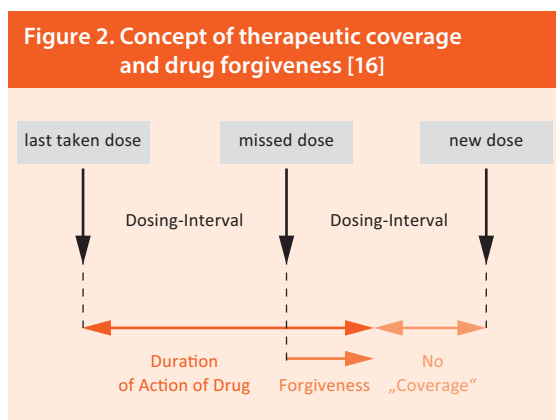 Figure 2. Concept of therapeutic coverage
and drug forgiveness [16]
last taken dose
missed dose
new dose
Dosing-Interval
Dosing-Interval
Duration
of Action of Drug
Forgiveness
No
„Coverage“